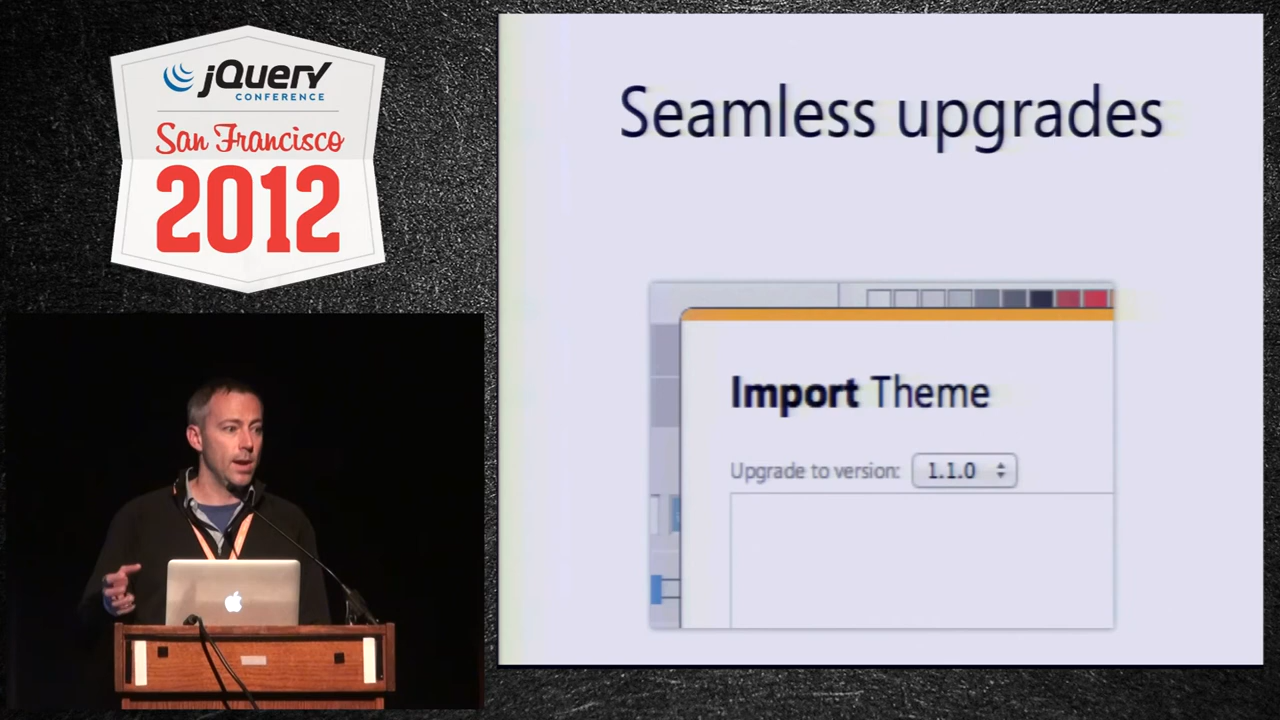 jQuery
CONFERENCE
San Francisco
2012
Seamless upgrades
Import Theme
Upgrade to version: 1.1.0